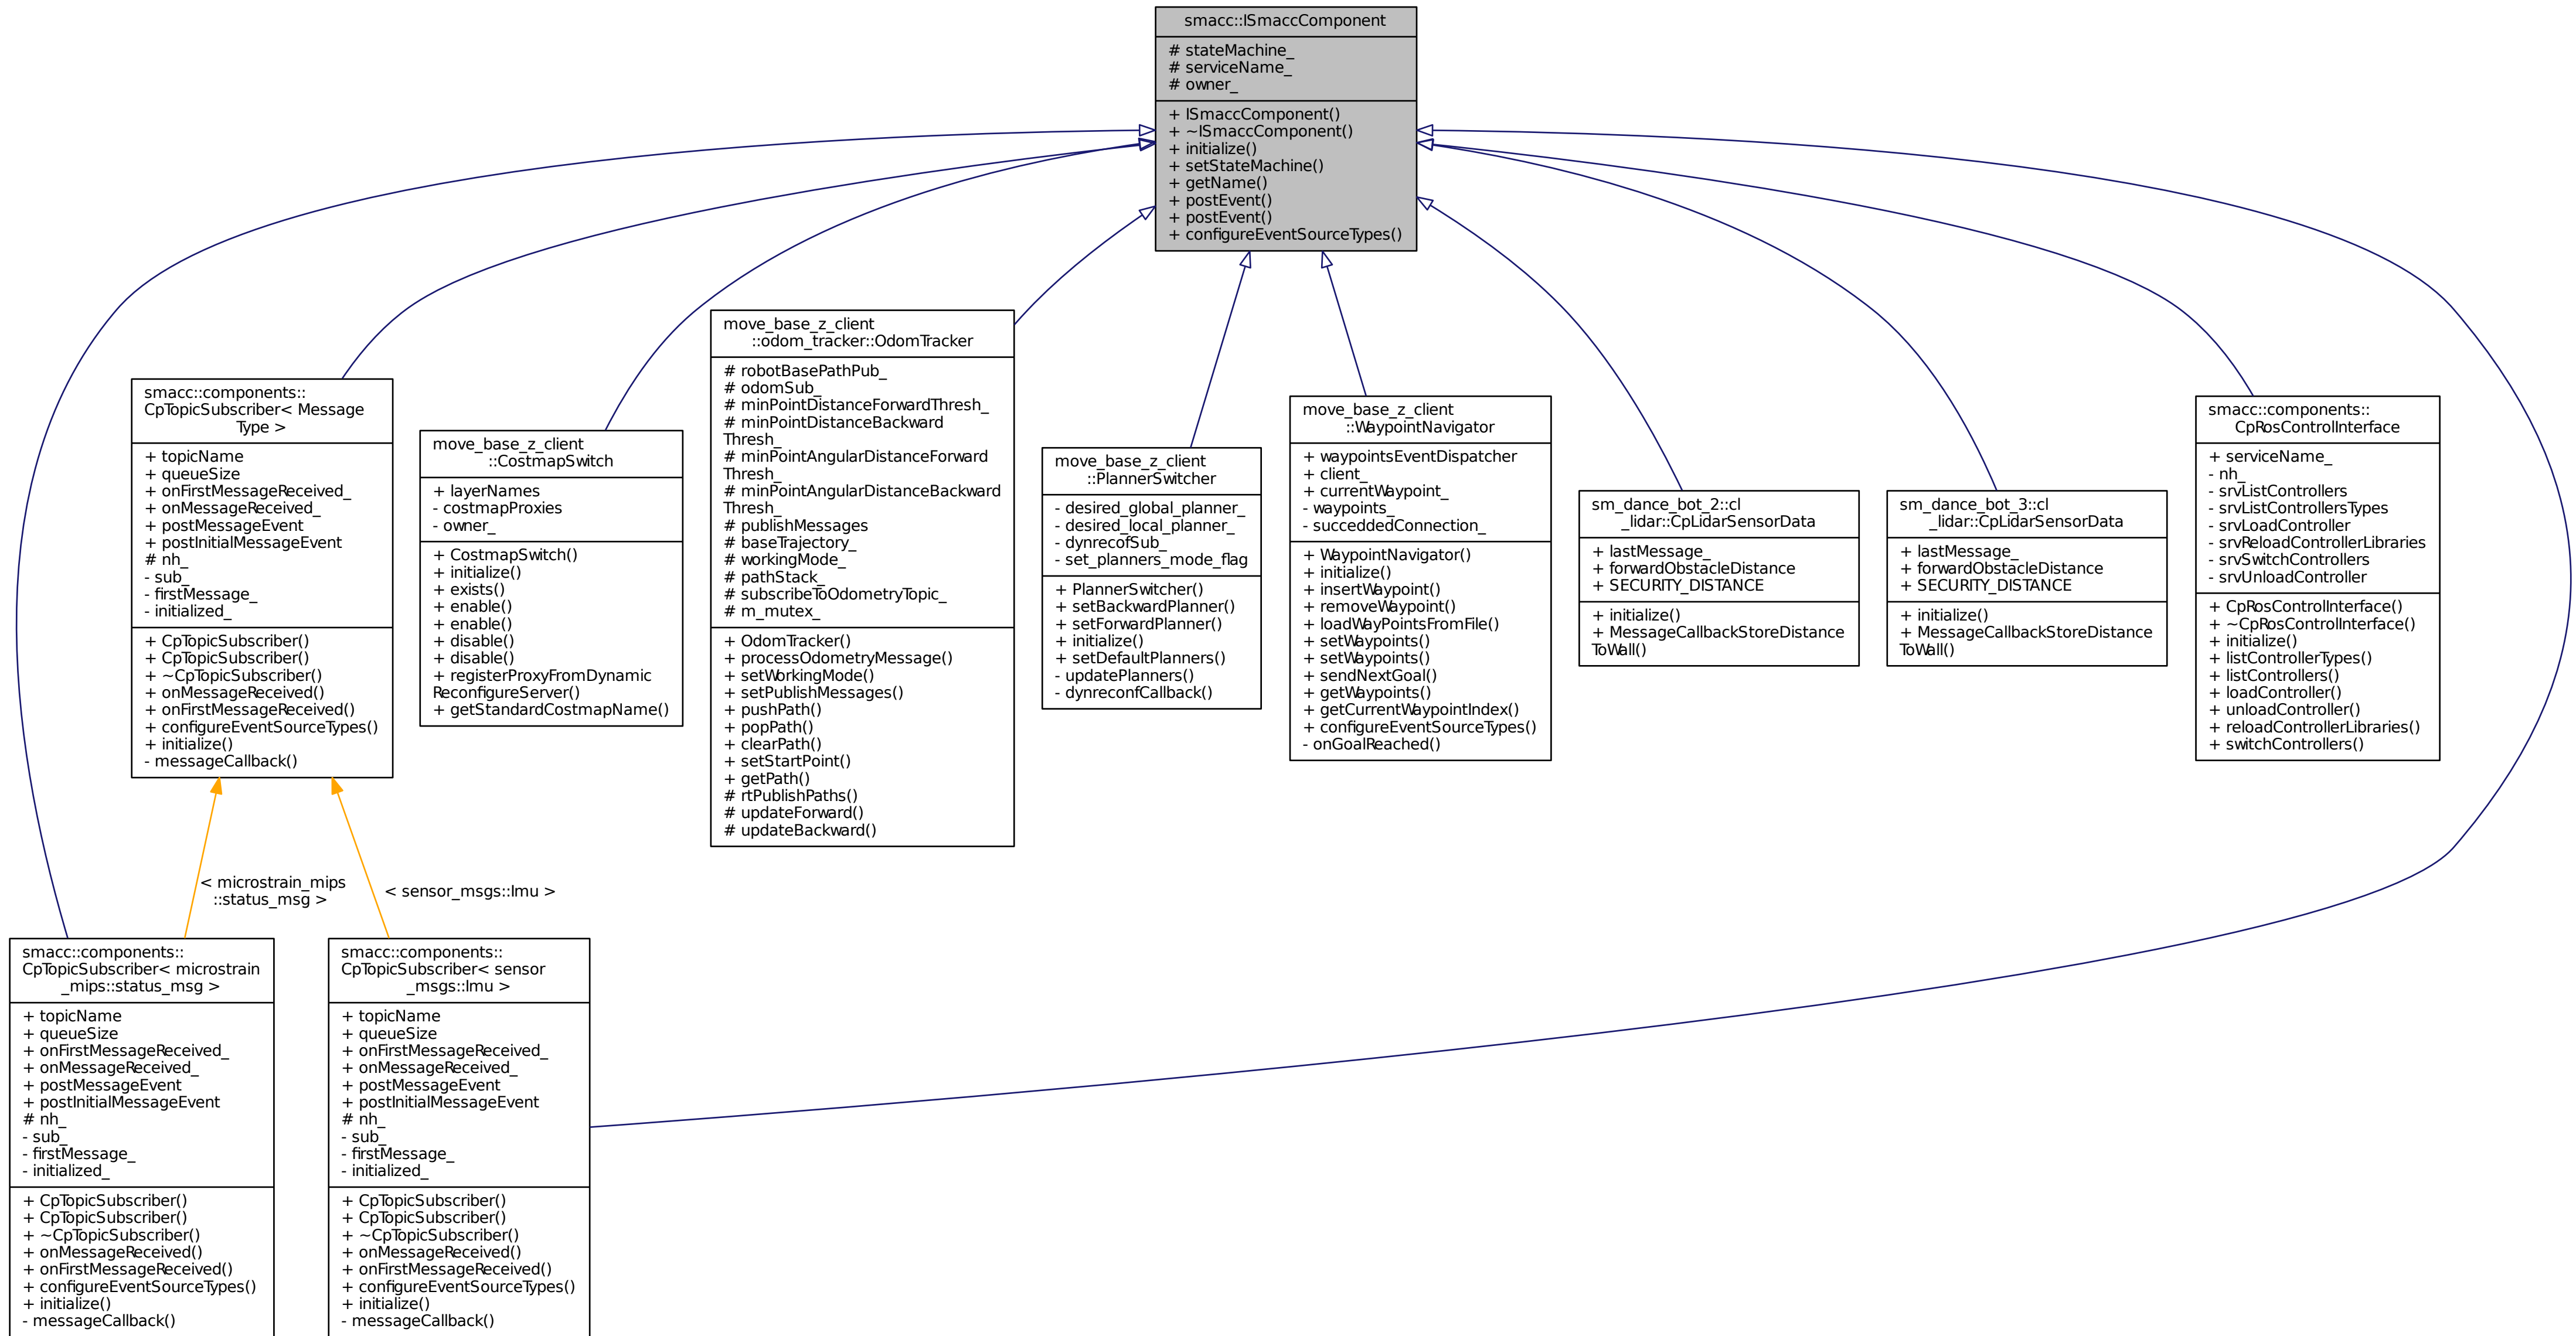 smacc::ISmaccComponent
# stateMachine_
# serviceName_
# owner_
+ ISmaccComponent()
+ ~ISmaccComponent()
+ initialize()
+ setStateMachine()
+ getName()
+ postEvent()
+ postEvent()
+ configureEventSourceTypes()
smacc::components::
CpTopicSubscriber< Message
Type >
+ topicName
+ queueSize
+ onFirstMessageReceived_
+ onMessageReceived_
+ postMessageEvent
+ postInitialMessageEvent
# nh_
- sub_
- firstMessage_
- initialized_
+ CpTopicSubscriber()
+ CpTopicSubscriber()
+ ~CpTopicSubscriber()
+ onMessageReceived()
+ onFirstMessageReceived()
+ configureEventSourceTypes()
+ initialize()
- messageCallback()
move_base_z_client
::CostmapSwitch
+ layerNames
- costmapProxies
- owner_
+ CostmapSwitch()
+ initialize()
+ exists()
+ enable()
+ enable()
+ disable()
+ disable()
+ registerProxyFromDynamic
ReconfigureServer()
+ getStandardCostmapName()
move_base_z_client
::odom_tracker::OdomTracker
# robotBasePathPub_
# odomSub_
# minPointDistanceForwardThresh_
# minPointDistanceBackward
Thresh_
# minPointAngularDistanceForward
Thresh_
# minPointAngularDistanceBackward
Thresh_
# publishMessages
# baseTrajectory_
# workingMode_
# pathStack_
# subscribeToOdometryTopic_
# m_mutex_
+ OdomTracker()
+ processOdometryMessage()
+ setWorkingMode()
+ setPublishMessages()
+ pushPath()
+ popPath()
+ clearPath()
+ setStartPoint()
+ getPath()
# rtPublishPaths()
# updateForward()
# updateBackward()
move_base_z_client
::PlannerSwitcher
- desired_global_planner_
- desired_local_planner_
- dynrecofSub_
- set_planners_mode_flag
+ PlannerSwitcher()
+ setBackwardPlanner()
+ setForwardPlanner()
+ initialize()
+ setDefaultPlanners()
- updatePlanners()
- dynreconfCallback()
move_base_z_client
::WaypointNavigator
+ waypointsEventDispatcher
+ client_
+ currentWaypoint_
- waypoints_
- succeddedConnection_
+ WaypointNavigator()
+ initialize()
+ insertWaypoint()
+ removeWaypoint()
+ loadWayPointsFromFile()
+ setWaypoints()
+ setWaypoints()
+ sendNextGoal()
+ getWaypoints()
+ getCurrentWaypointIndex()
+ configureEventSourceTypes()
- onGoalReached()
sm_dance_bot_2::cl
_lidar::CpLidarSensorData
+ lastMessage_
+ forwardObstacleDistance
+ SECURITY_DISTANCE
+ initialize()
+ MessageCallbackStoreDistance
ToWall()
sm_dance_bot_3::cl
_lidar::CpLidarSensorData
+ lastMessage_
+ forwardObstacleDistance
+ SECURITY_DISTANCE
+ initialize()
+ MessageCallbackStoreDistance
ToWall()
smacc::components::
CpRosControlInterface
+ serviceName_
- nh_
- srvListControllers
- srvListControllersTypes
- srvLoadController
- srvReloadControllerLibraries
- srvSwitchControllers
- srvUnloadController
+ CpRosControlInterface()
+ ~CpRosControlInterface()
+ initialize()
+ listControllerTypes()
+ listControllers()
+ loadController()
+ unloadController()
+ reloadControllerLibraries()
+ switchControllers()
< microstrain_mips
::status_msg >
< sensor_msgs::Imu >
smacc::components::
CpTopicSubscriber< microstrain
_mips::status_msg >
+ topicName
+ queueSize
+ onFirstMessageReceived_
+ onMessageReceived_
+ postMessageEvent
+ postInitialMessageEvent
# nh_
- sub_
- firstMessage_
- initialized_
+ CpTopicSubscriber()
+ CpTopicSubscriber()
+ ~CpTopicSubscriber()
+ onMessageReceived()
+ onFirstMessageReceived()
+ configureEventSourceTypes()
+ initialize()
- messageCallback()
smacc::components::
CpTopicSubscriber< sensor
_msgs::Imu >
+ topicName
+ queueSize
+ onFirstMessageReceived_
+ onMessageReceived_
+ postMessageEvent
+ postInitialMessageEvent
# nh_
- sub_
- firstMessage_
- initialized_
+ CpTopicSubscriber()
+ CpTopicSubscriber()
+ ~CpTopicSubscriber()
+ onMessageReceived()
+ onFirstMessageReceived()
+ configureEventSourceTypes()
+ initialize()
- messageCallback()